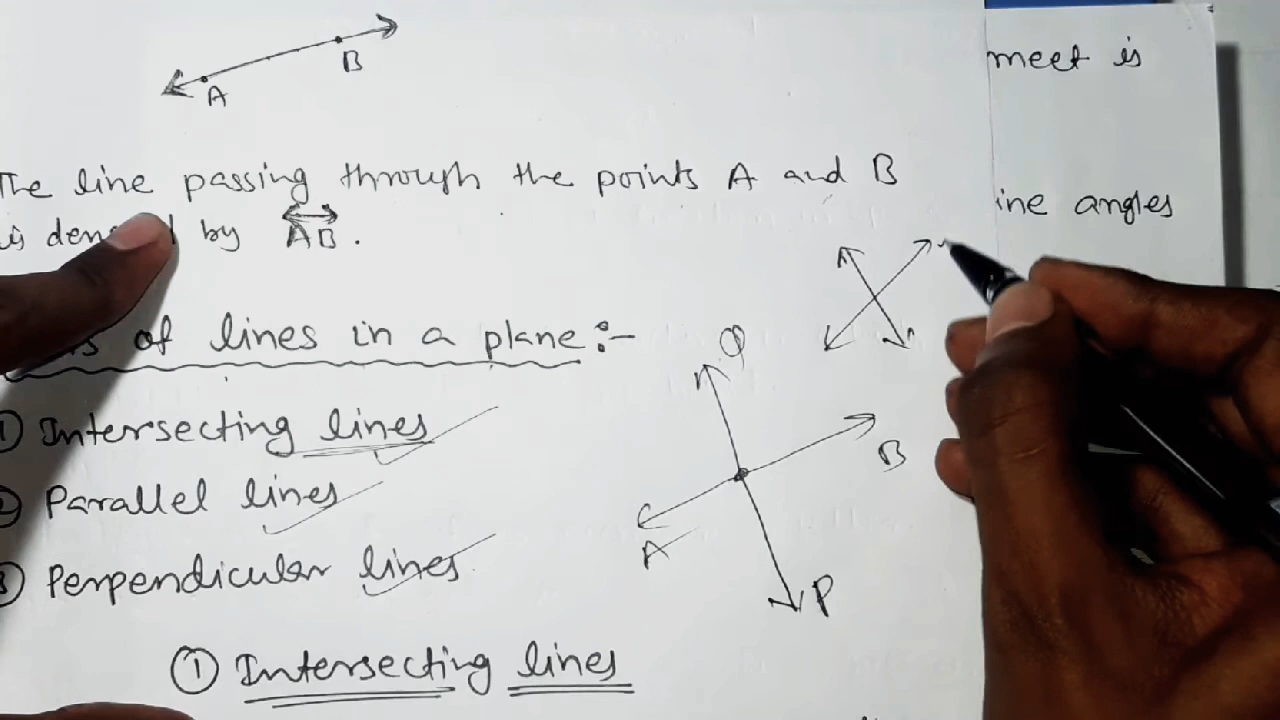 A
B
meet is
The line passing through the points A and B
ine angles
is by AB.
of lines in a plane :-
Q
① Intersecting lines
B
② Parallel lines
A
③ Perpendicular lines
P
① Intersecting lines